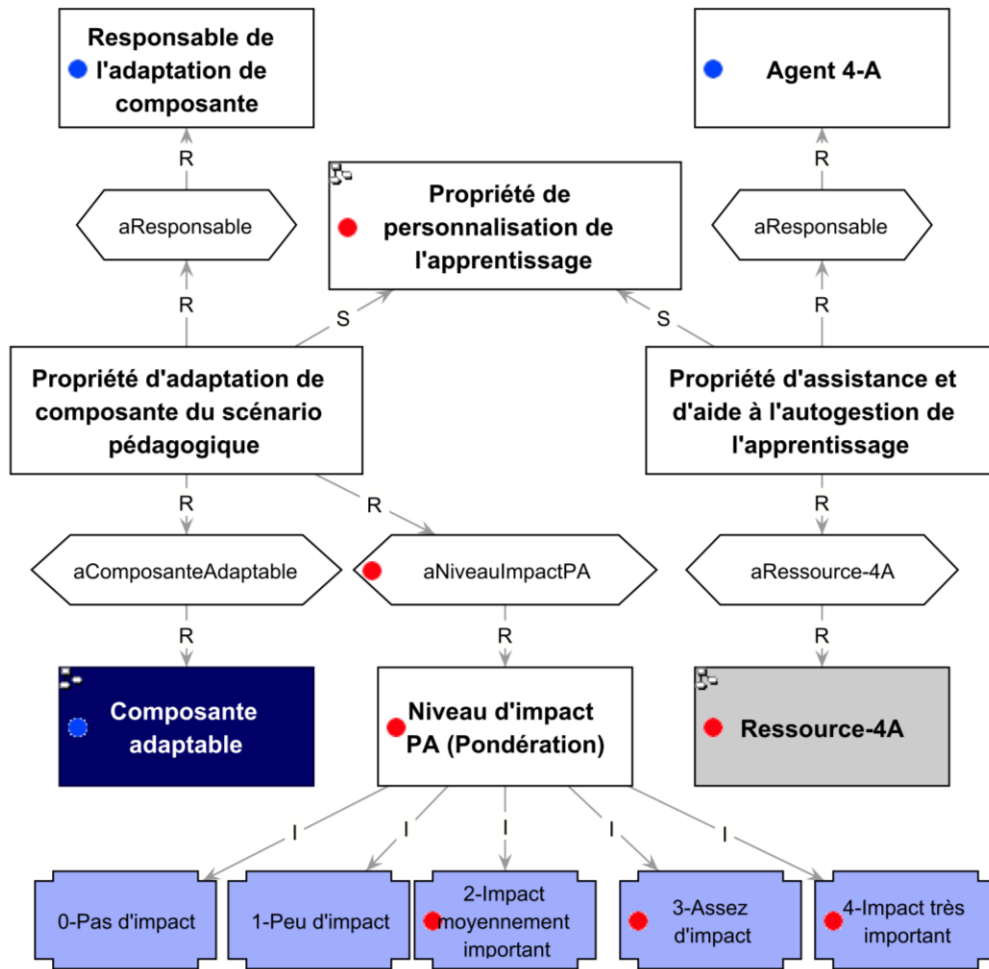 Responsable de
l'adaptation de
composante
Agent 4-A
R
R
aResponsable
Propriété de
personnalisation de
l'apprentissage
aResponsable
R
S
S
R
Propriété d'adaptation de
composante du scénario
pédagogique
Propriété d'assistance et
d'aide à l'autogestion de
l'apprentissage
R
R
R
aComposanteAdaptable
aNiveauImpactPA
aRessource-4A
R
R
R
Composante
adaptable
Niveau d'impact
PA (Pondération)
Ressource-4A
I
I
I
I
I
0-Pas d'impact
1-Peu d'impact
2-Impact
moyennement
important
3-Assez
d'impact
4-Impact très
important